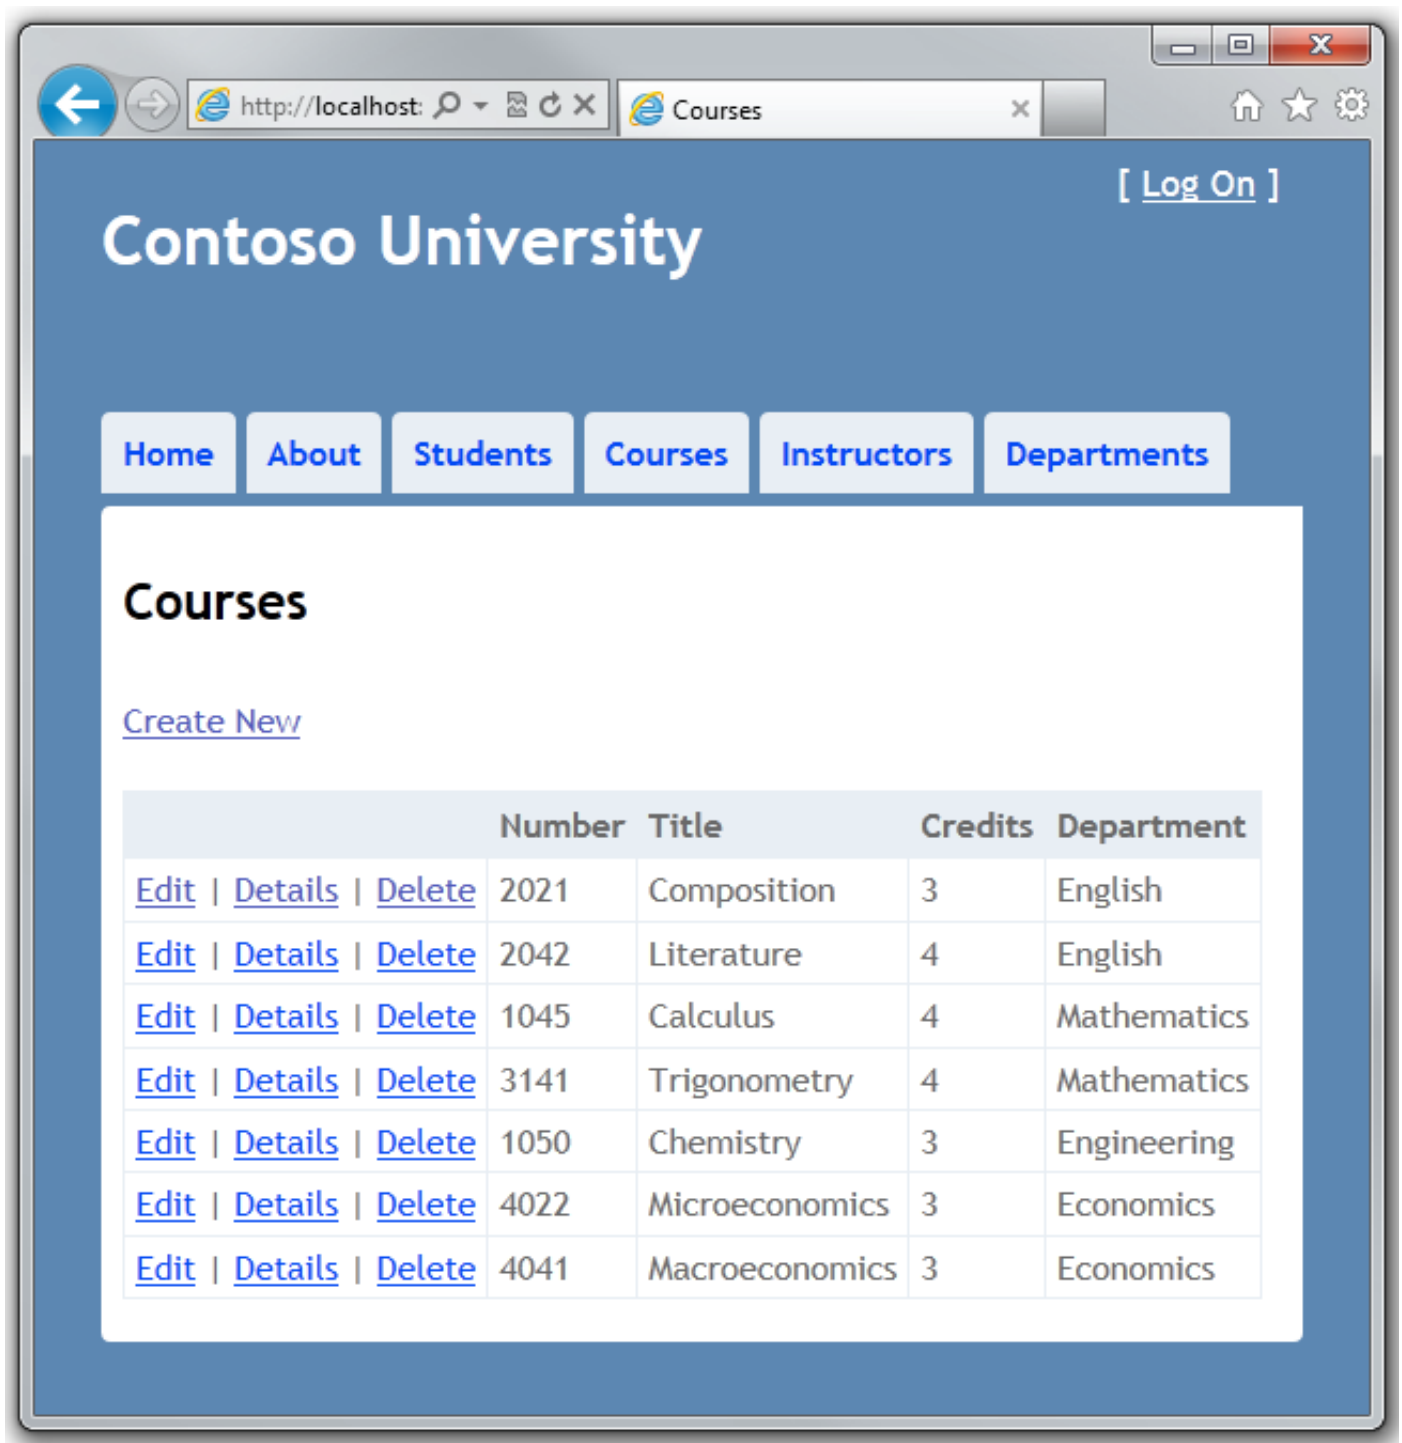 http://localhost:
Courses
[ Log On ]
Contoso University
Home About Students Courses Instructors Departments
Courses
Create New
Number Title Credits Department
Edit | Details | Delete 2021 Composition 3 English
Edit | Details | Delete 2042 Literature 4 English
Edit | Details | Delete 1045 Calculus 4 Mathematics
Edit | Details | Delete 3141 Trigonometry 4 Mathematics
Edit | Details | Delete 1050 Chemistry 3 Engineering
Edit | Details | Delete 4022 Microeconomics 3 Economics
Edit | Details | Delete 4041 Macroeconomics 3 Economics